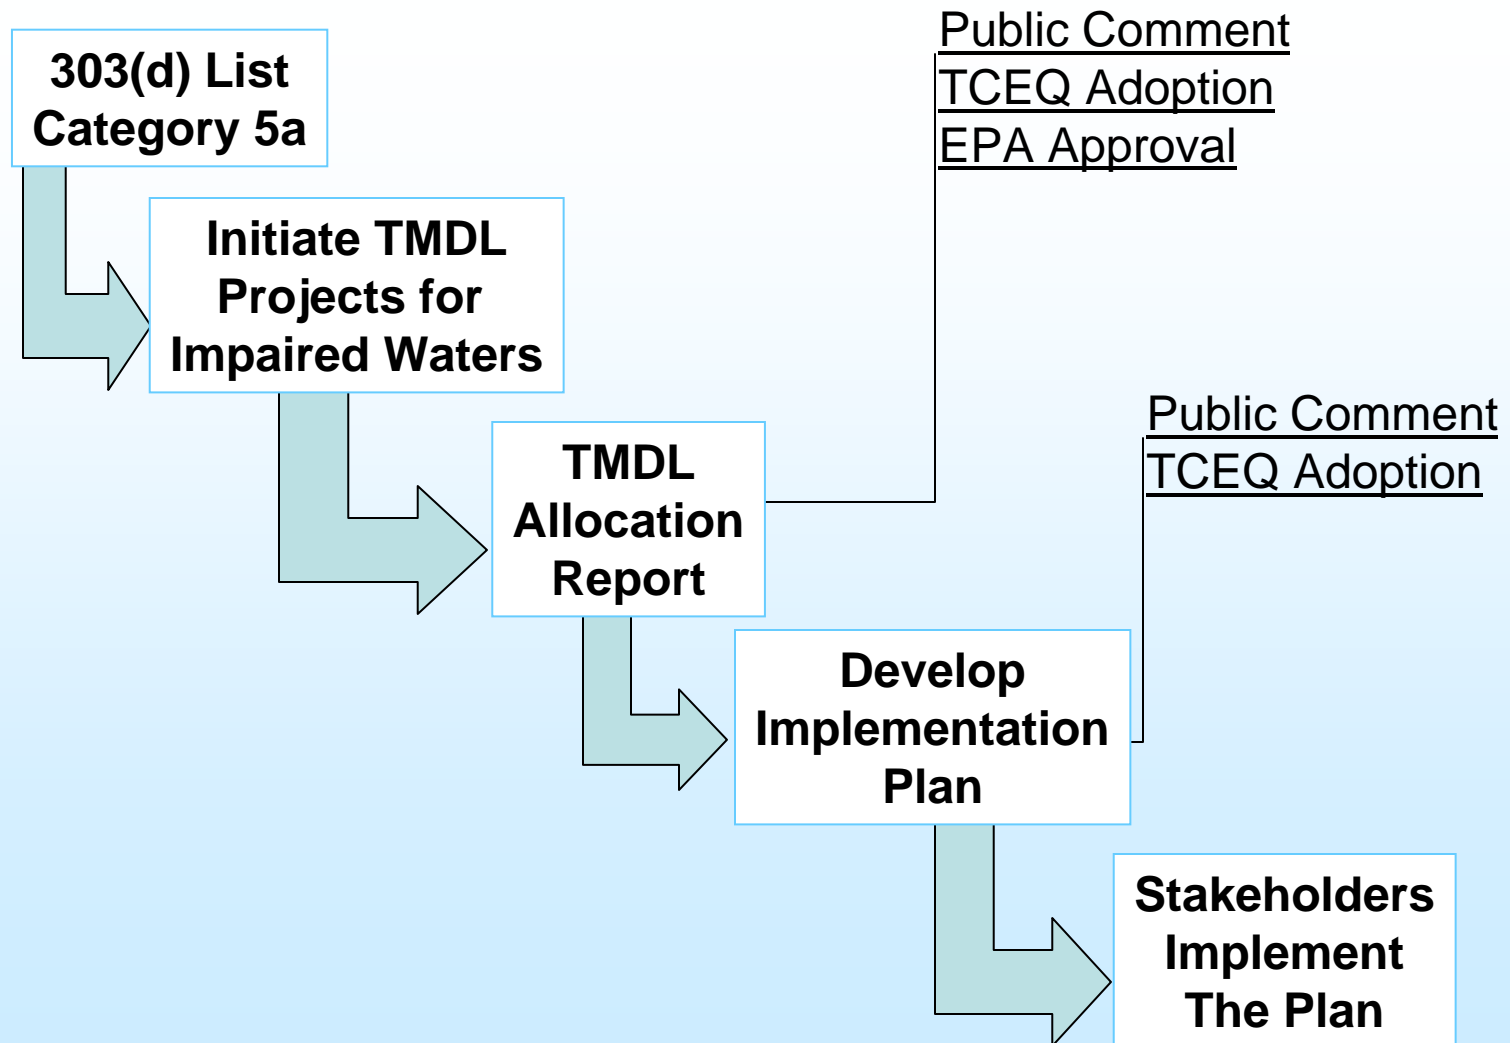 303(d) List
Category 5a
Initiate TMDL
Projects for
Impaired Waters
TMDL
Allocation
Report
Public Comment
TCEQ Adoption
EPA Approval
Develop
Implementation
Plan
Public Comment
TCEQ Adoption
Stakeholders
Implement
The Plan